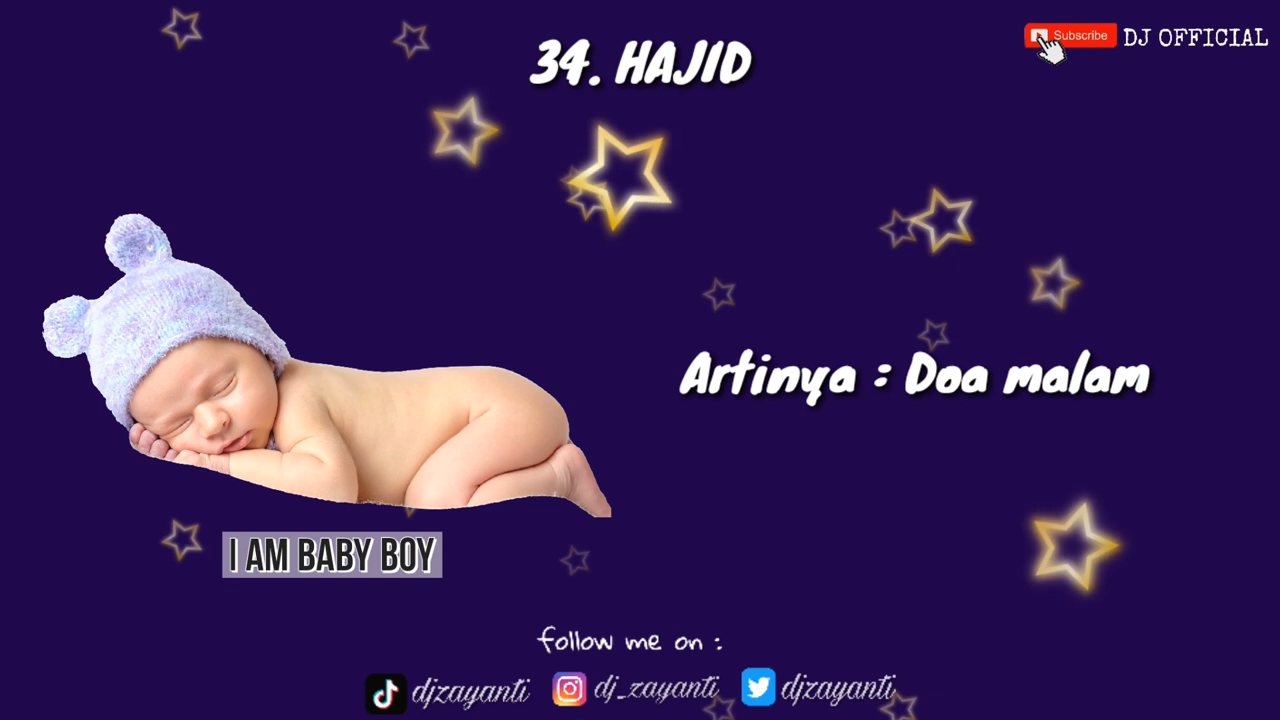 34. HAJID
Subscribe
DJ OFFICIAL
Artinya : Doa malam
I AM BABY BOY
follow me on :
djzayanti
dj_zayanti
djzayanti